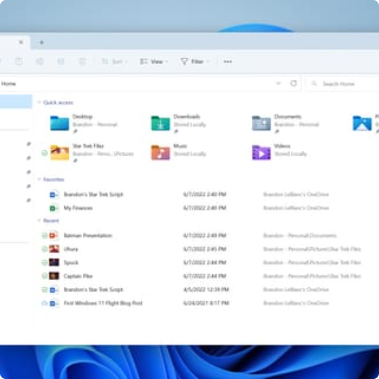 Sort View Filter
Home Search Home
Quick access
Desktop Downloads Documents
Brandon - Personal Stored Locally Brandon - Personal
Star Trek Files Music Videos
Brandon - Perso...\Pictures Stored Locally Stored Locally
Favorites
Brandon's Star Trek Script 6/7/2022 2:40 PM Brandon LeBlanc's OneDrive
My Finances 6/7/2022 2:40 PM Brandon LeBlanc's OneDrive
Recent
Batman Presentation 6/7/2022 2:49 PM Brandon - Personal\Documents
Uhura 6/7/2022 2:45 PM Brandon - Personal\Pictures\Star Trek Files
Spock 6/7/2022 2:44 PM Brandon - Personal\Pictures\Star Trek Files
Captain Pike 6/7/2022 2:44 PM Brandon - Personal\Pictures\Star Trek Files
Brandon's Star Trek Script 4/5/2022 12:39 PM Brandon LeBlanc's OneDrive
First Windows 11 Flight Blog Post 6/24/2021 8:17 PM Brandon LeBlanc's OneDrive